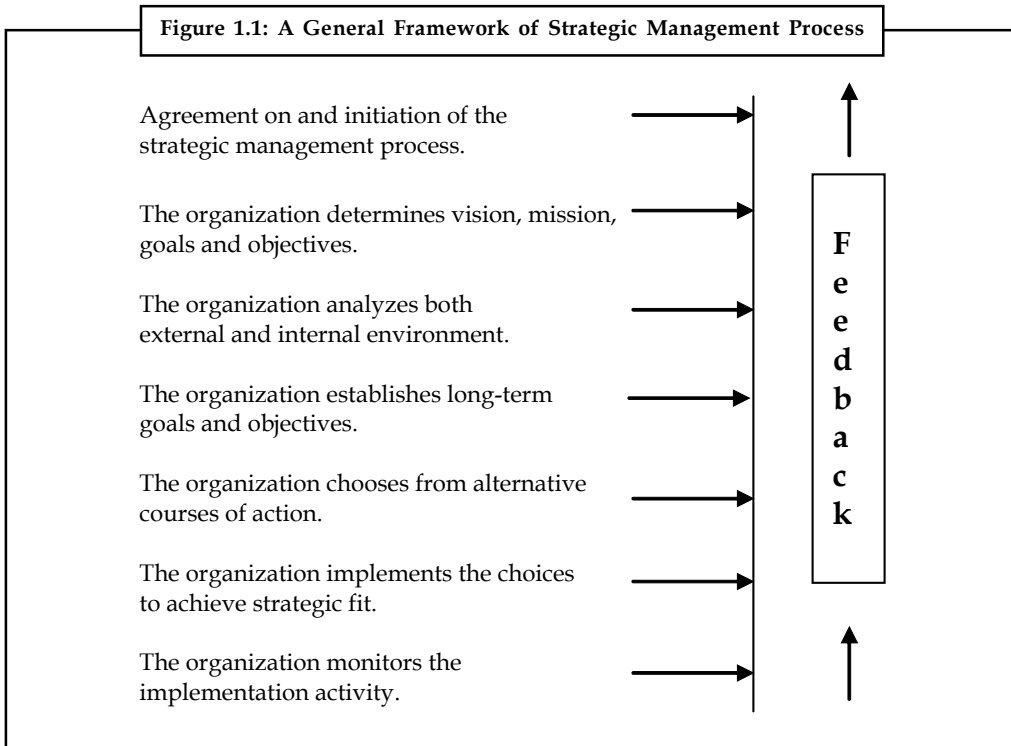 Figure 1.1: A General Framework of Strategic Management Process
Agreement on and initiation of the
strategic management process.
The organization determines vision, mission,
goals and objectives.
The organization analyzes both
external and internal environment.
The organization establishes long-term
goals and objectives.
The organization chooses from alternative
courses of action.
The organization implements the choices
to achieve strategic fit.
The organization monitors the
implementation activity.
Feedback